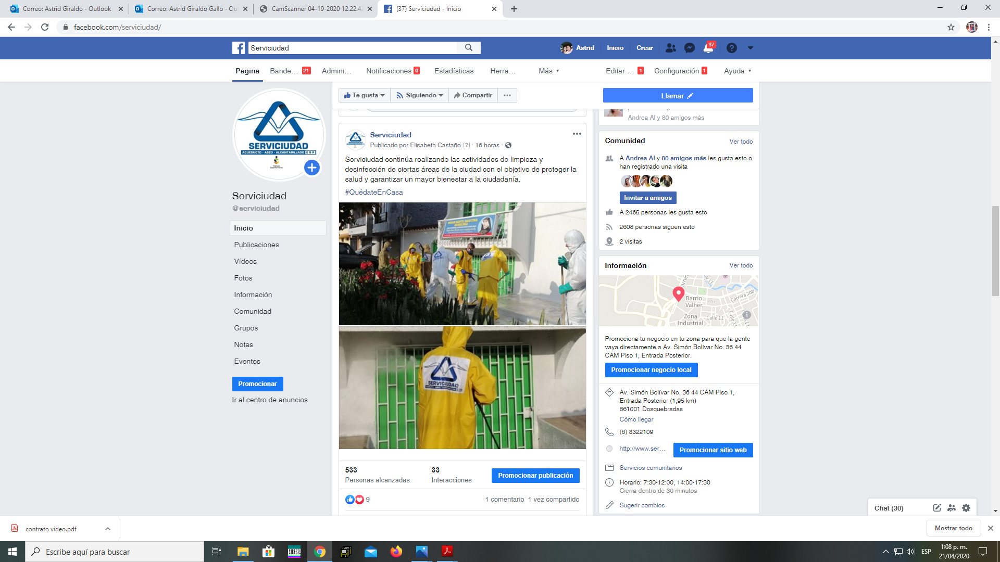 Correo: Astrid Giraldo - Outlook
Correo: Astrid Giraldo Gallo - Ou
CamScanner 04-19-2020 12.22.4
(37) Serviciudad - Inicio
facebook.com/serviciudad/
Serviciudad
Astrid
Inicio
Crear
37
Página
Bande... 21
Admini...
Notificaciones 9
Estadísticas
Herra...
Más
Editar ... 1
Configuración 1
Ayuda
Te gusta
Siguiendo
Compartir
Llamar
SERVICIUDAD
ACUEDUCTO - ASEO - ALCANTARILLADO E.S.P
Serviciudad
@serviciudad
Inicio
Publicaciones
Vídeos
Fotos
Información
Comunidad
Grupos
Notas
Eventos
Promocionar
Ir al centro de anuncios
Serviciudad
Publicado por Elisabeth Castaño [?] · 16 horas ·
Serviciudad continúa realizando las actividades de limpieza y
desinfección de ciertas áreas de la ciudad con el objetivo de proteger la
salud y garantizar un mayor bienestar a la ciudadanía.
#QuédateEnCasa
SERVICIUDAD
533
Personas alcanzadas
33
Interacciones
Promocionar publicación
9
1 comentario 1 vez compartido
Andrea Al y 80 amigos más
Comunidad
Ver todo
A Andrea Al y 80 amigos más les gusta esto o
han registrado una visita
Invitar a amigos
A 2465 personas les gusta esto
2608 personas siguen esto
2 visitas
Información
Ver todo
Barrio
Valher
Zona
Industrial
Calle 11
Carrera 20b
Promociona tu negocio en tu zona para que la gente
vaya directamente a Av. Simón Bolívar No. 36 44
CAM Piso 1, Entrada Posterior.
Promocionar negocio local
Av. Simón Bolívar No. 36 44 CAM Piso 1,
Entrada Posterior (1,95 km)
661001 Dosquebradas
Cómo llegar
(6) 3322109
http://www.ser...
Promocionar sitio web
Servicios comunitarios
Horario: 7:30-12:00, 14:00-17:30
Cierra dentro de 30 minutos
Sugerir cambios
Chat (30)
contrato video.pdf
Mostrar todo
Escribe aquí para buscar
ESP
1:08 p. m.
21/04/2020